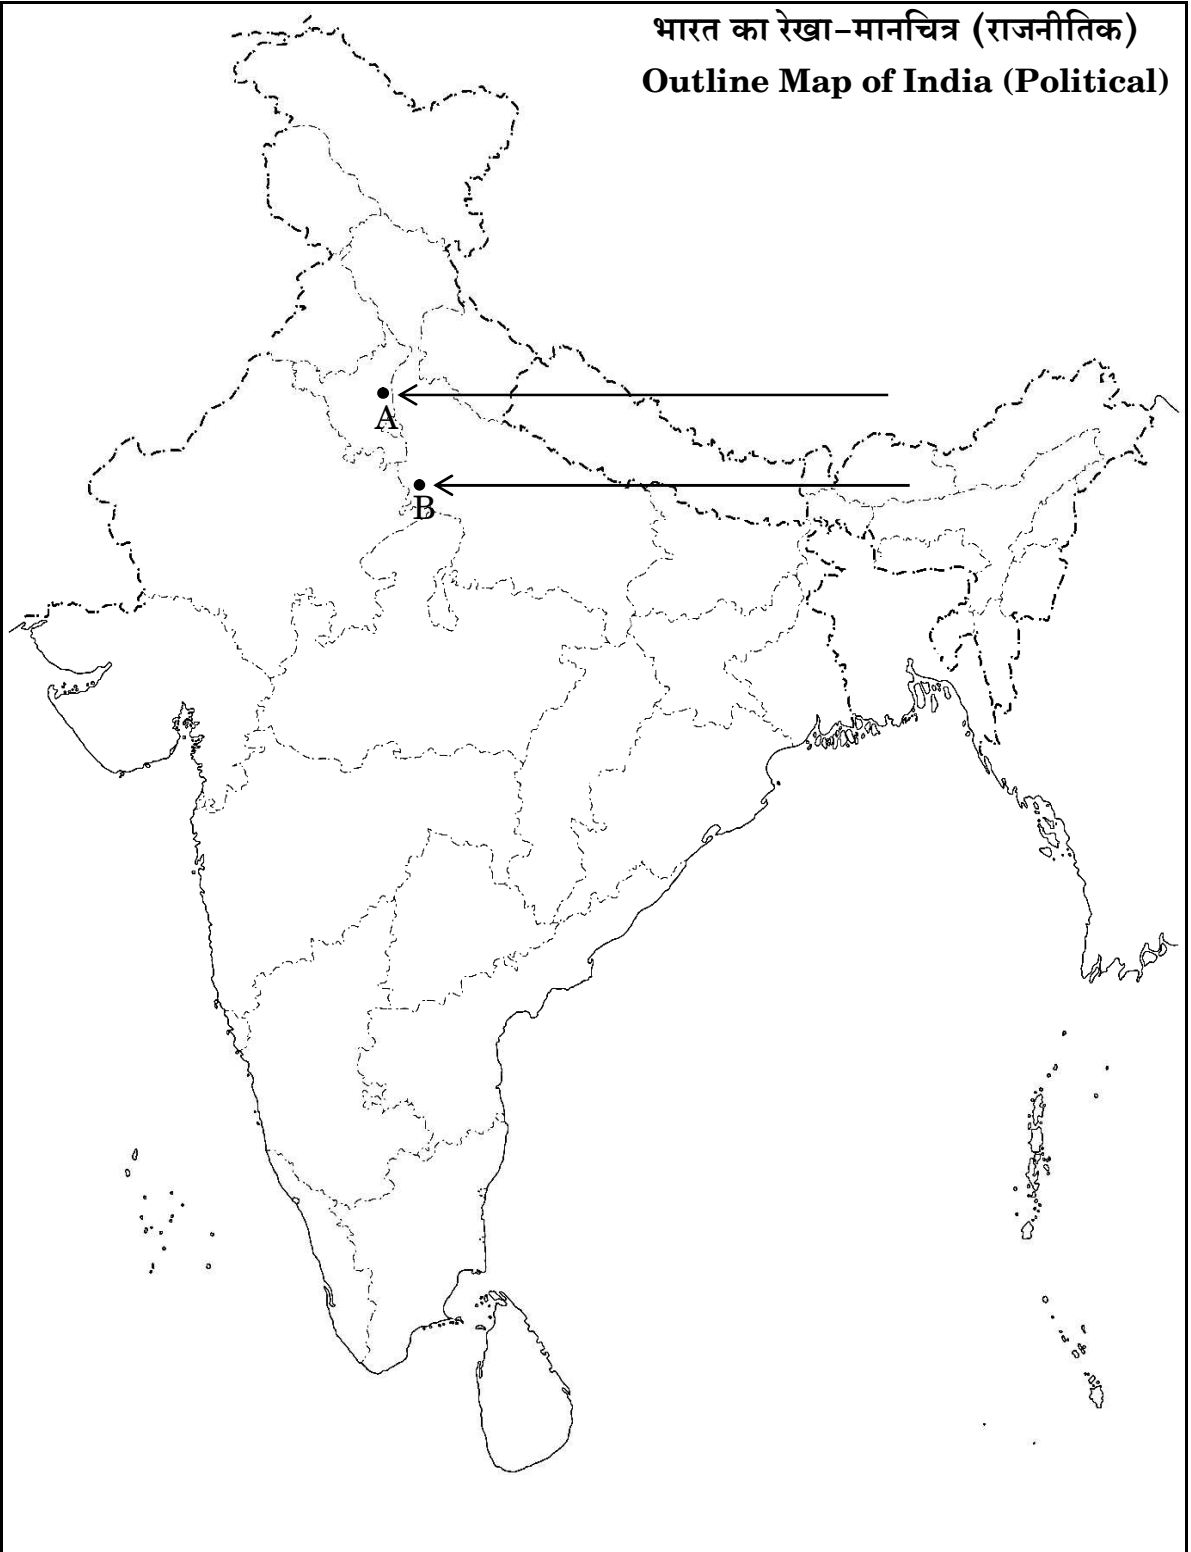 भारत का रेखा-मानचित्र (राजनीतिक)
Outline Map of India (Political)
A
B